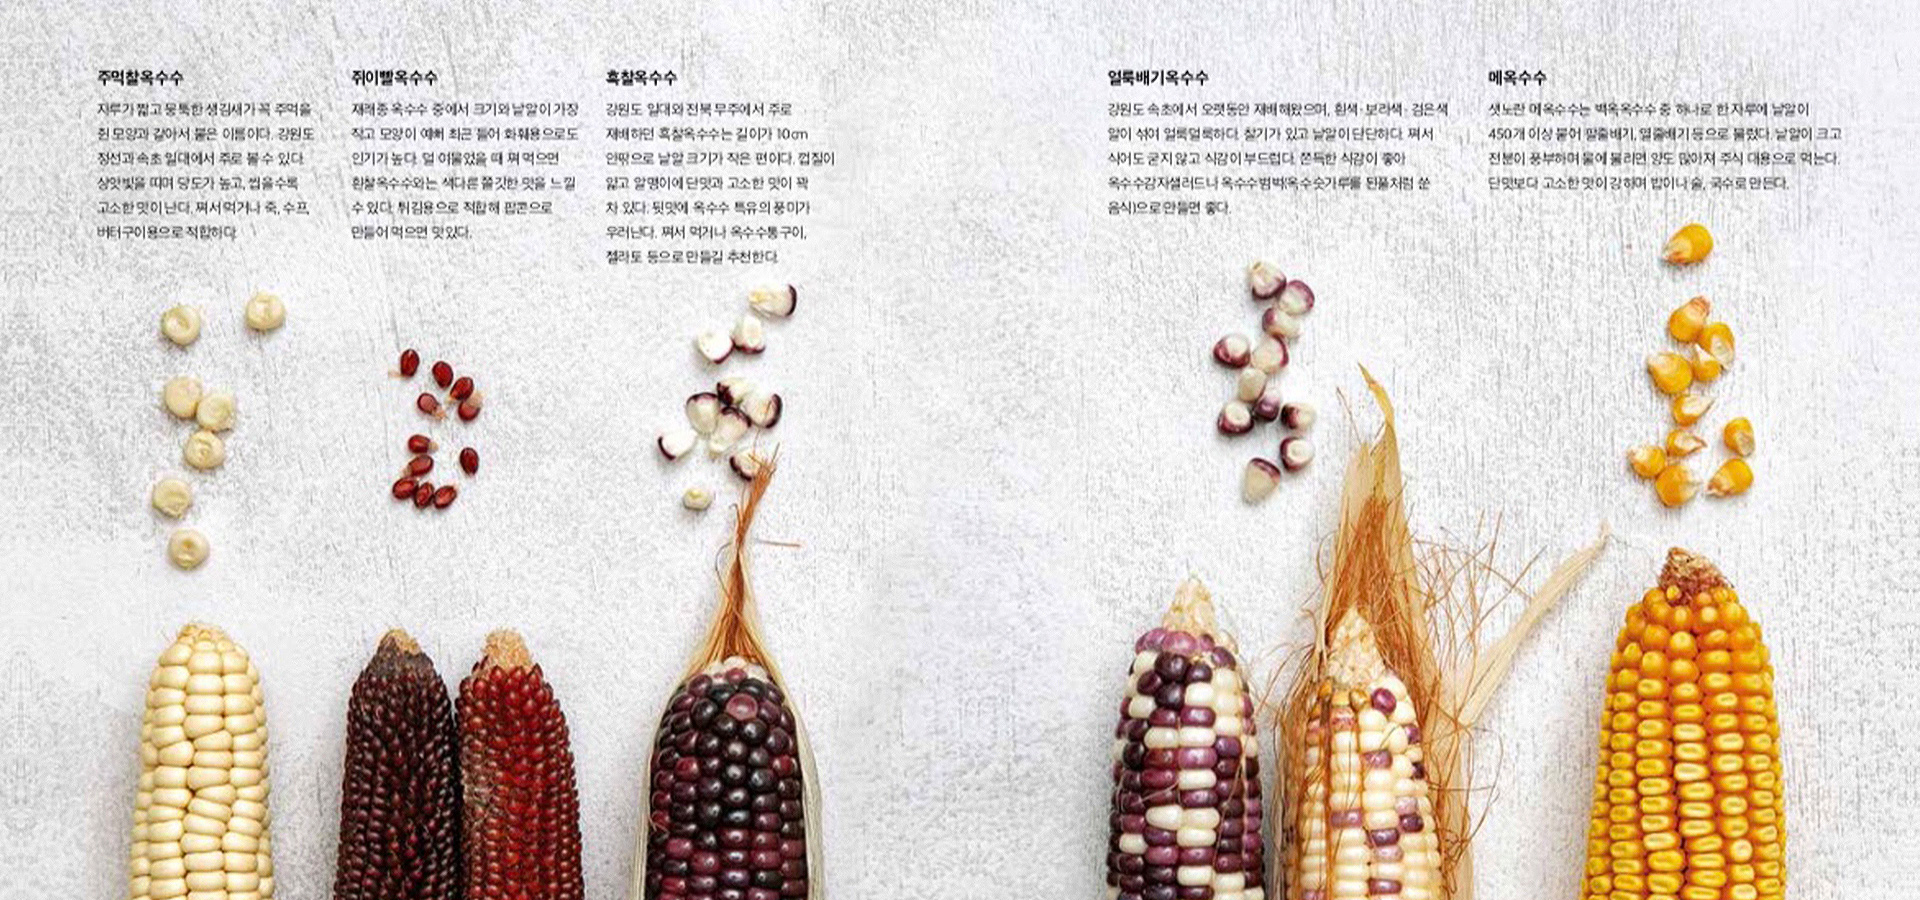 주먹찰옥수수
자루가 짧고 뭉툭한 생김새가 꼭 주먹을
쥔 모양과 같아서 붙은 이름이다. 강원도
정선과 속초 일대에서 주로 볼 수 있다.
상앗빛을 띠며 당도가 높고, 씹을수록
고소한 맛이 난다. 쪄서 먹거나 죽, 수프,
버터구이용으로 적합하다.
쥐이빨옥수수
재래종 옥수수 중에서 크기와 낱알이 가장
작고 모양이 예뻐 최근 들어 화훼용으로도
인기가 높다. 덜 여물었을 때 쪄 먹으면
흰찰옥수수와는 색다른 쫄깃한 맛을 느낄
수 있다. 튀김용으로 적합해 팝콘으로
만들어 먹으면 맛있다.
흑찰옥수수
강원도 일대와 전북 무주에서 주로
재배하던 흑찰옥수수는 길이가 10cm
안팎으로 낱알 크기가 작은 편이다. 껍질이
얇고 알맹이에 단맛과 고소한 맛이 꽉
차 있다. 뒷맛에 옥수수 특유의 풍미가
우러난다. 쪄서 먹거나 옥수수통구이,
젤라토 등으로 만들길 추천한다.
얼룩배기옥수수
강원도 속초에서 오랫동안 재배해왔으며, 흰색·보라색·검은색
알이 섞여 얼룩덜룩하다. 찰기가 있고 낱알이 단단하다. 쪄서
식어도 굳지 않고 식감이 부드럽다. 쫀득한 식감이 좋아
옥수수감자샐러드나 옥수수범벅(옥수숫가루를 된풀처럼 쑨
음식)으로 만들면 좋다.
메옥수수
샛노란 메옥수수는 백옥옥수수 중 하나로 한 자루에 낱알이
450개 이상 붙어 팔줄배기, 열줄배기 등으로 불렸다. 낱알이 크고
전분이 풍부하며 물에 불리면 양도 많아져 주식 대용으로 먹는다.
단맛보다 고소한 맛이 강하며 밥이나 술, 국수로 만든다.